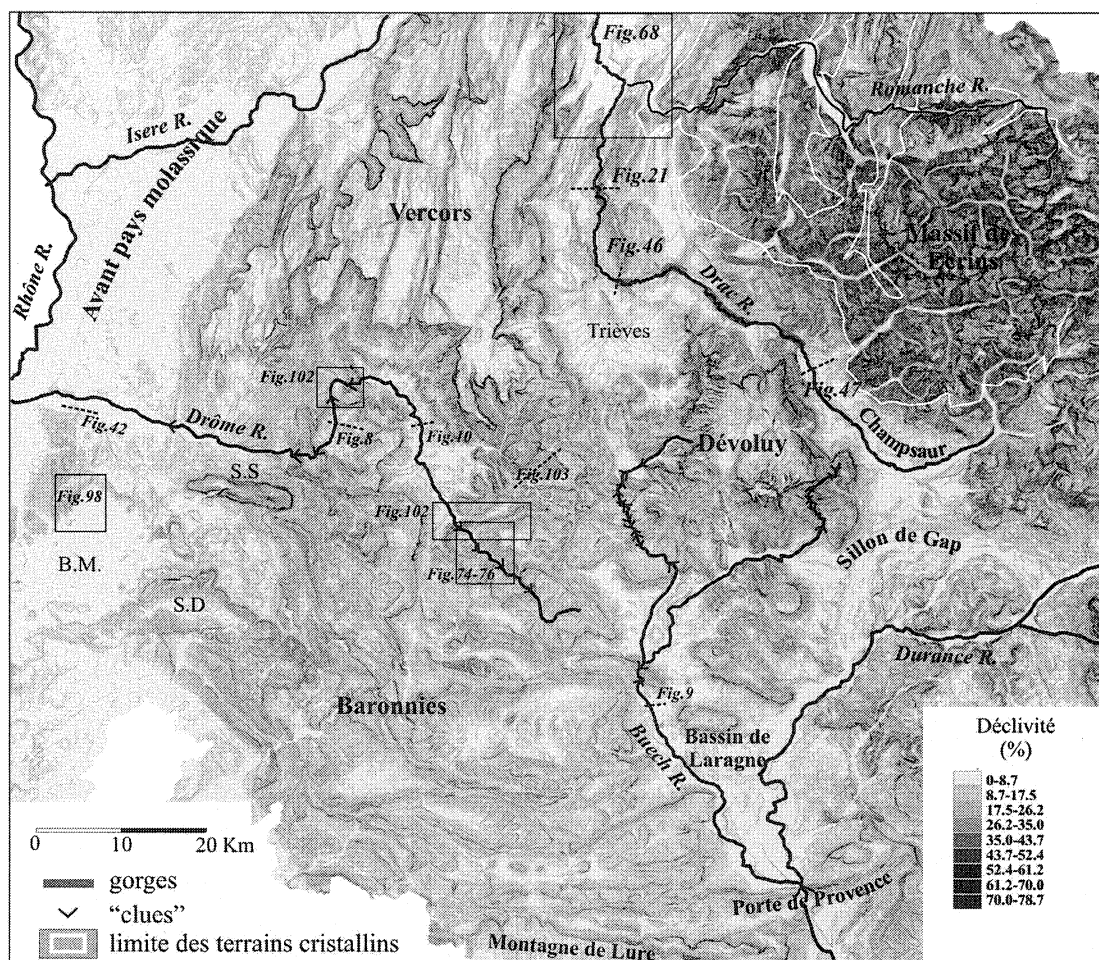 Fig.68
Romanche R.
Isere R.
Avant pays molassique
Fig.21
Vercors
Massif des
Ecrins
Fig.46
Rhône R.
Drac R.
Trièves
Fig.102
Fig.47
Fig.42
Drôme R.
Fig.8
Fig.10
Dévoluy
Champsaur
S.S
Fig.103
Fig.98
Fig.102
Sillon de Gap
B.M.
Fig.74-76
S.D
Durance R.
Baronnies
Fig.9
Buech R.
Bassin de
Laragne
Déclivité
(%)
0-8.7
8.7-17.5
17.5-26.2
26.2-35.0
35.0-43.7
43.7-52.4
52.4-61.2
61.2-70.0
70.0-78.7
0 10 20 Km
gorges
“clues”
limite des terrains cristallins
Porte de Provence
Montagne de Lure